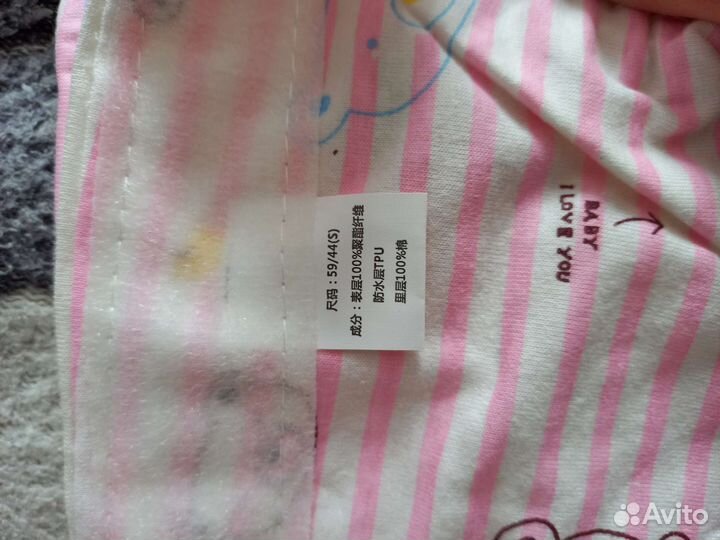 尺码：59/44(S)
成分：表层100%聚酯纤维
防水层TPU
里层100%棉
BABY
I LOVE YOU
Avito